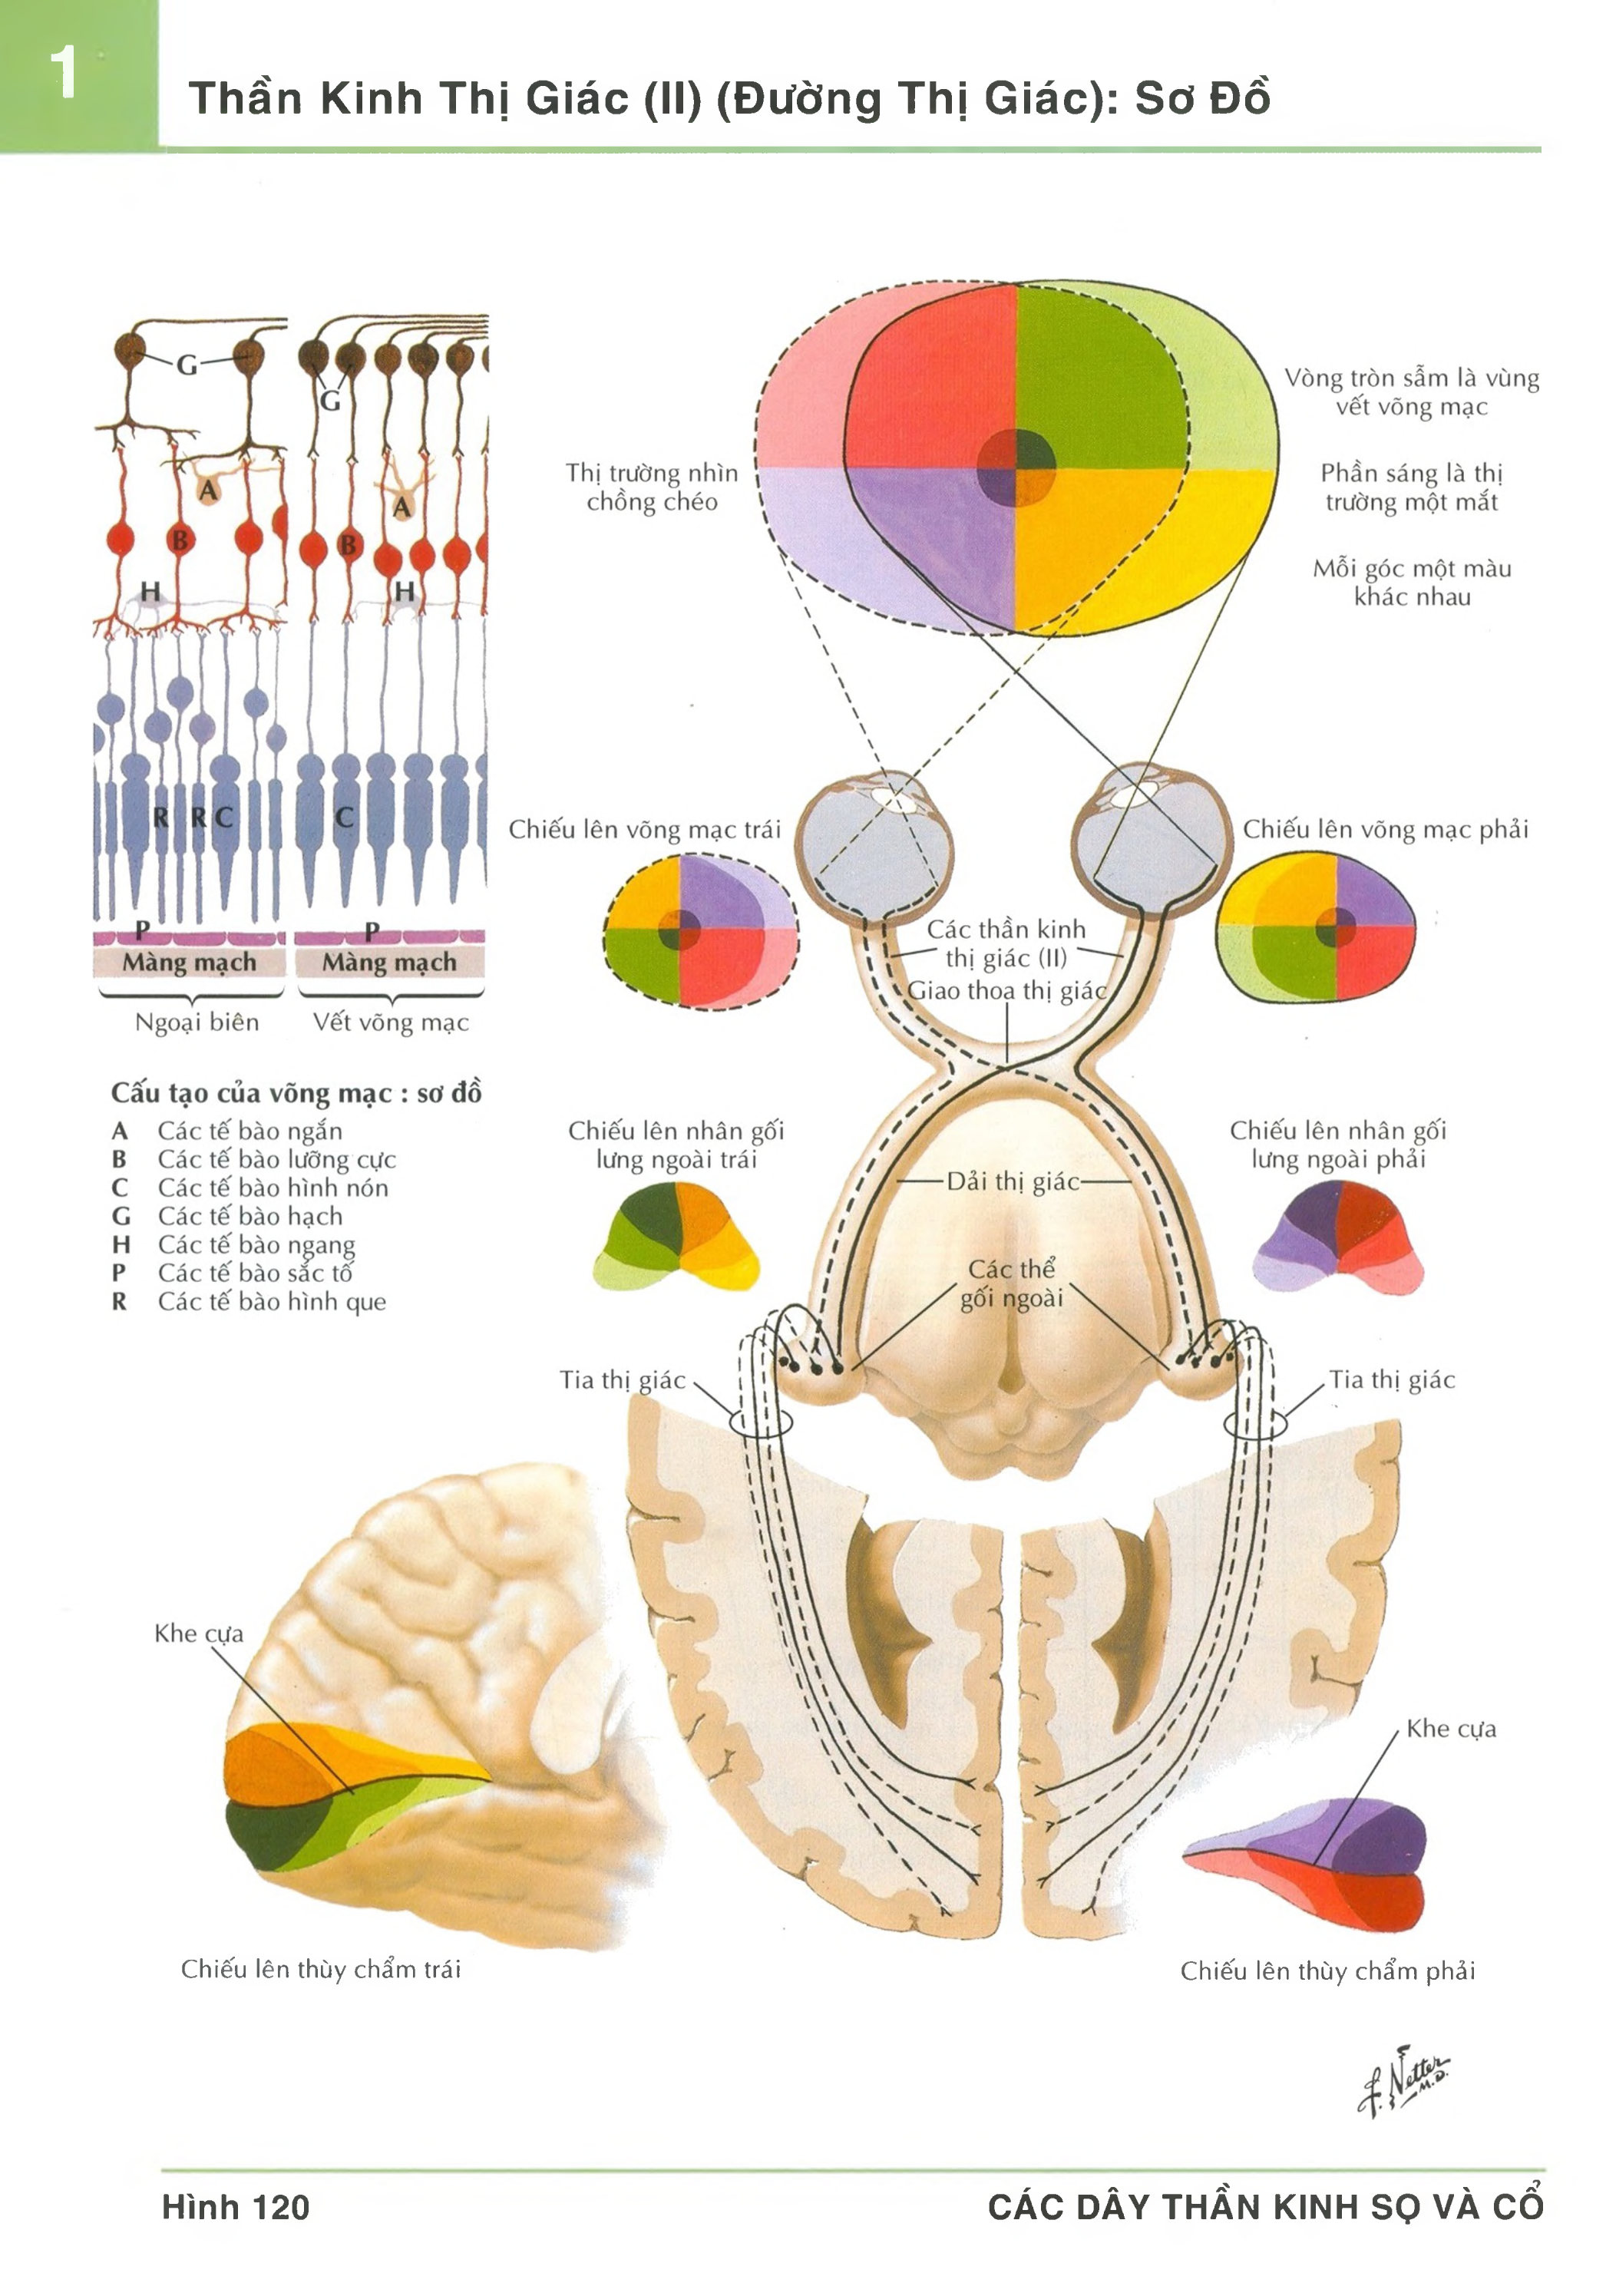 1
Thần Kinh Thị Giác (II) (Đường Thị Giác): Sơ Đồ
Vòng tròn sẫm là vùng
vết võng mạc
Thị trường nhìn
chồng chéo
Phần sáng là thị
trường một mắt
Mỗi góc một màu
khác nhau
G
G
A
A
B
B
H
H
R
R
C
C
P
P
Màng mạch
Màng mạch
Ngoại biên
Vết võng mạc
Cấu tạo của võng mạc : sơ đồ
A Các tế bào ngắn
B Các tế bào lưỡng cực
C Các tế bào hình nón
G Các tế bào hạch
H Các tế bào ngang
P Các tế bào sắc tố
R Các tế bào hình que
Chiếu lên võng mạc trái
Chiếu lên võng mạc phải
Các thần kinh
thị giác (II)
Giao thoa thị giác
Chiếu lên nhân gối
lưng ngoài trái
Chiếu lên nhân gối
lưng ngoài phải
Dải thị giác
Các thể
gối ngoài
Tia thị giác
Tia thị giác
Khe cựa
Khe cựa
Chiếu lên thùy chẩm trái
Chiếu lên thùy chẩm phải
F. Netter
M.D.
Hình 120
CÁC DÂY THẦN KINH SỌ VÀ CỔ